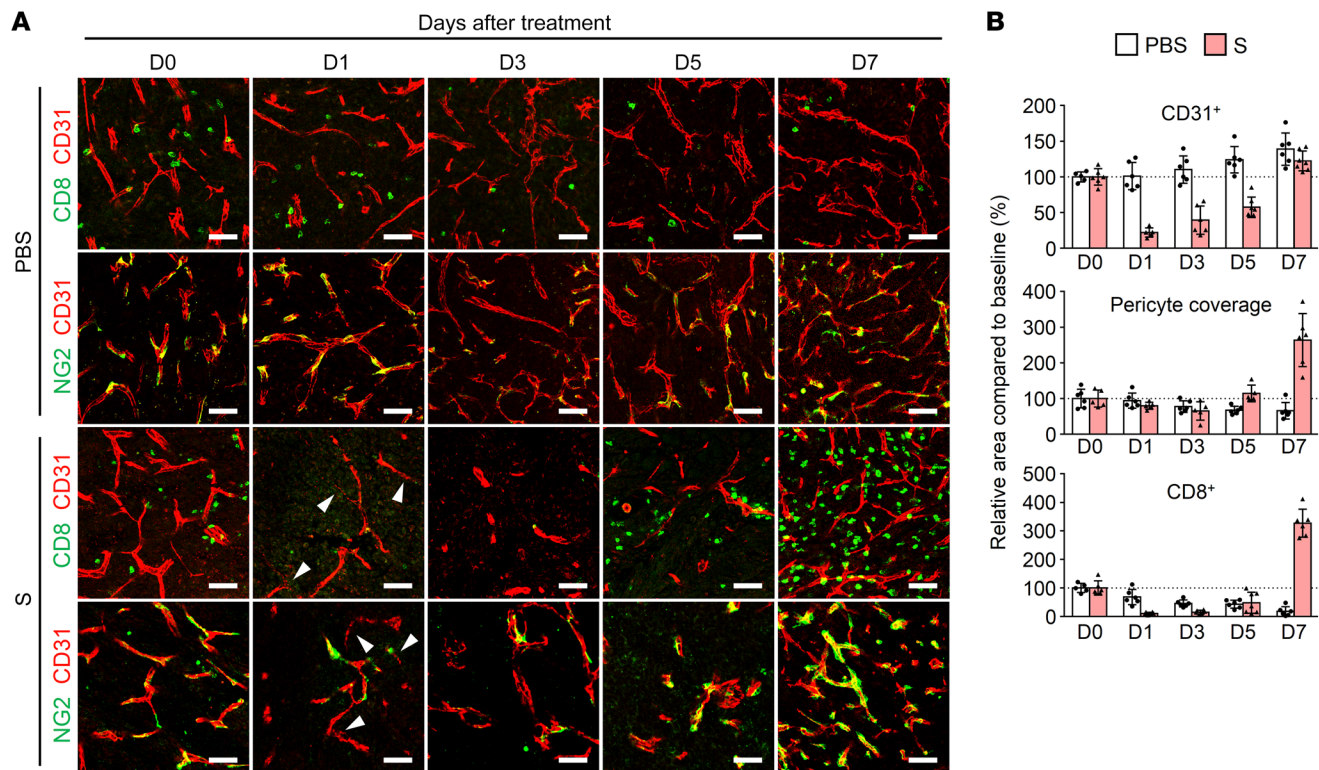 A
Days after treatment
D0 D1 D3 D5 D7
PBS
CD8 CD31
NG2 CD31
S
CD8 CD31
NG2 CD31
B
PBS S
Relative area compared to baseline (%)
CD31+
200
150
100
50
0
D0 D1 D3 D5 D7
Pericyte coverage
400
300
200
100
0
D0 D1 D3 D5 D7
CD8+
500
400
300
200
100
0
D0 D1 D3 D5 D7